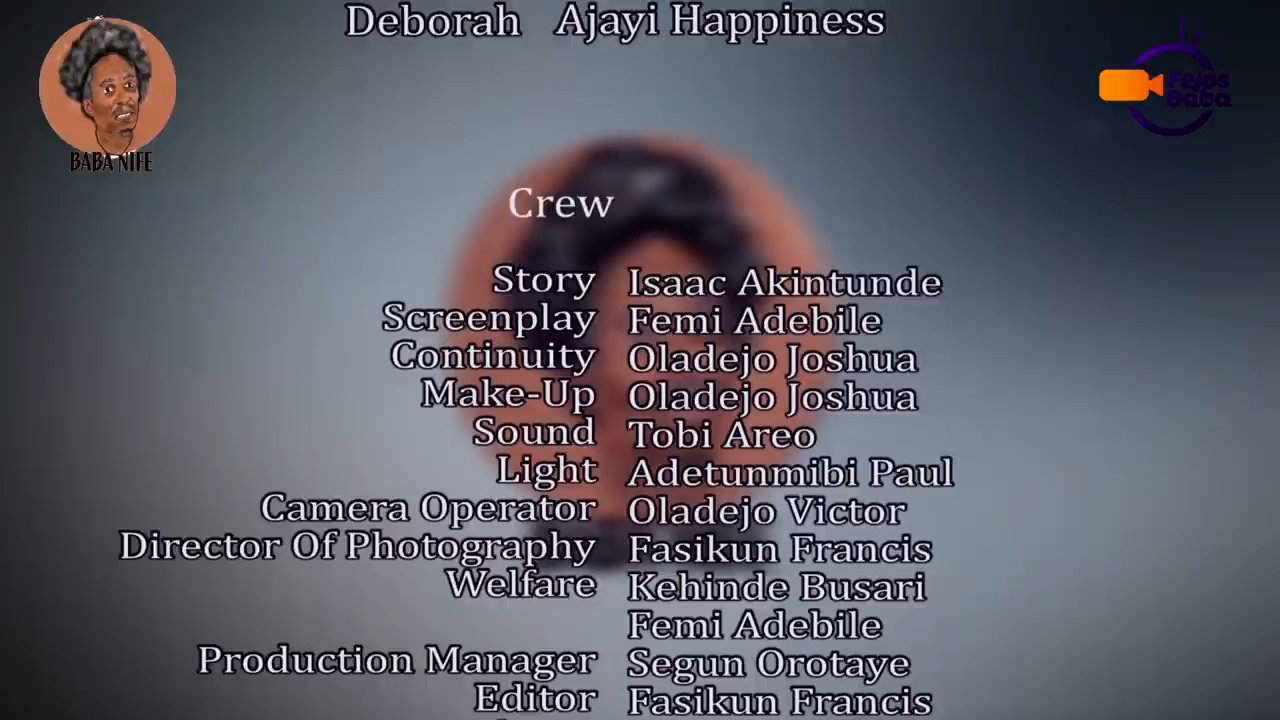 Deborah Ajayi Happiness
BABA NIFE
Fejos
Baba
Crew
Story Isaac Akintunde
Screenplay Femi Adebile
Continuity Oladejo Joshua
Make-Up Oladejo Joshua
Sound Tobi Areo
Light Adetunmibi Paul
Camera Operator Oladejo Victor
Director Of Photography Fasikun Francis
Welfare Kehinde Busari
Femi Adebile
Production Manager Segun Orotaye
Editor Fasikun Francis